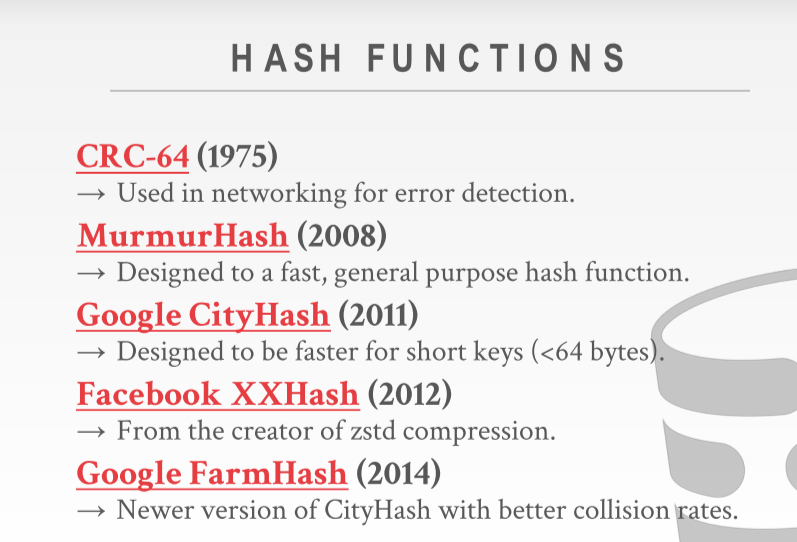 HASH FUNCTIONS
CRC-64 (1975)
→ Used in networking for error detection.
MurmurHash (2008)
→ Designed to a fast, general purpose hash function.
Google CityHash (2011)
→ Designed to be faster for short keys (<64 bytes).
Facebook XXHash (2012)
→ From the creator of zstd compression.
Google FarmHash (2014)
→ Newer version of CityHash with better collision rates.